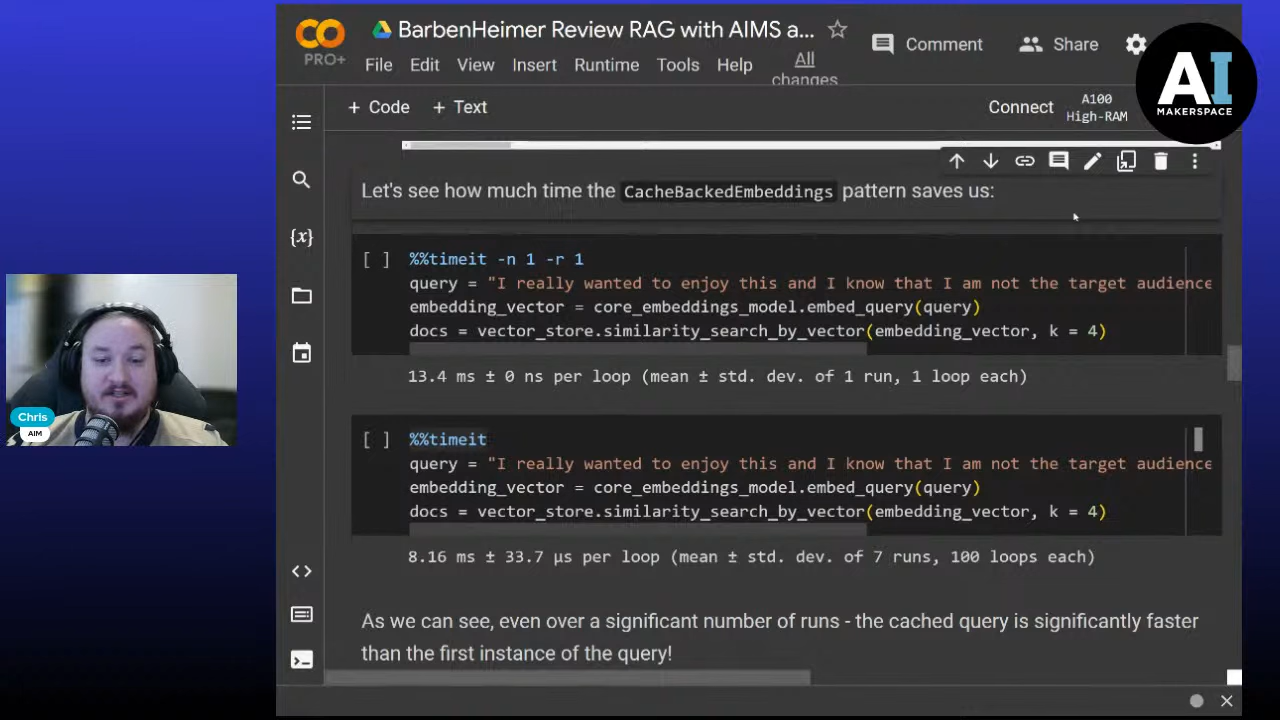 CO
PRO+
BarbenHeimer Review RAG with AIMS a...
File Edit View Insert Runtime Tools Help All changes
Comment Share
AI
MAKERSPACE
+ Code + Text
Connect A100 High-RAM
Let's see how much time the CacheBackedEmbeddings pattern saves us:
{x}
[ ] %%timeit -n 1 -r 1
query = "I really wanted to enjoy this and I know that I am not the target audience
embedding_vector = core_embeddings_model.embed_query(query)
docs = vector_store.similarity_search_by_vector(embedding_vector, k = 4)
13.4 ms ± 0 ns per loop (mean ± std. dev. of 1 run, 1 loop each)
Chris
AIM
[ ] %%timeit
query = "I really wanted to enjoy this and I know that I am not the target audience
embedding_vector = core_embeddings_model.embed_query(query)
docs = vector_store.similarity_search_by_vector(embedding_vector, k = 4)
8.16 ms ± 33.7 µs per loop (mean ± std. dev. of 7 runs, 100 loops each)
As we can see, even over a significant number of runs - the cached query is significantly faster
than the first instance of the query!